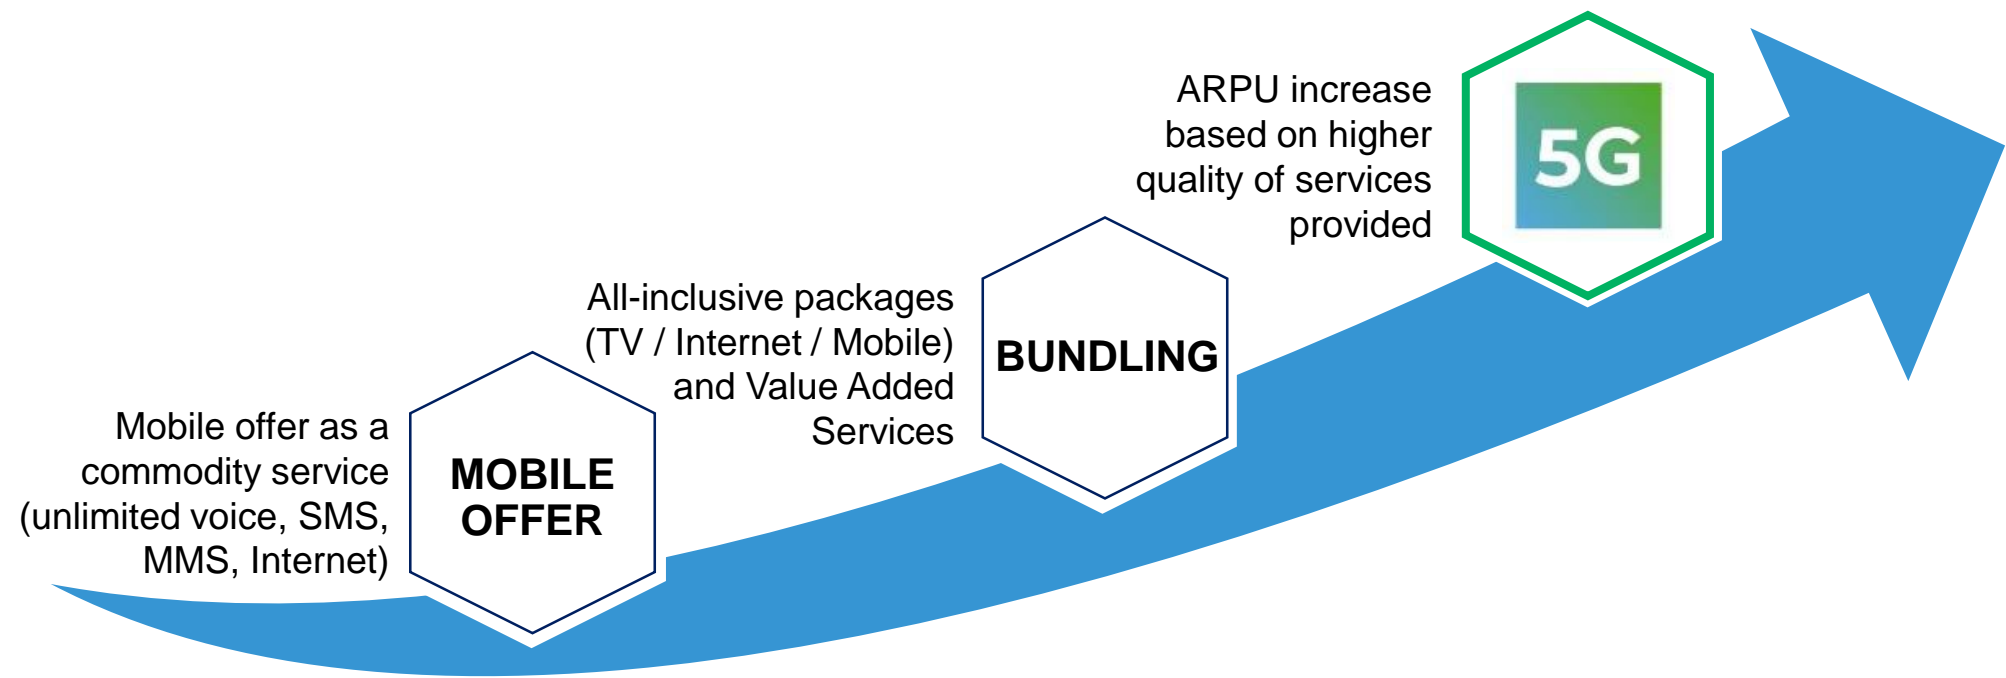 Mobile offer as a
commodity service
(unlimited voice, SMS,
MMS, Internet)
MOBILE
OFFER
All-inclusive packages
(TV / Internet / Mobile)
and Value Added
Services
BUNDLING
ARPU increase
based on higher
quality of services
provided
5G